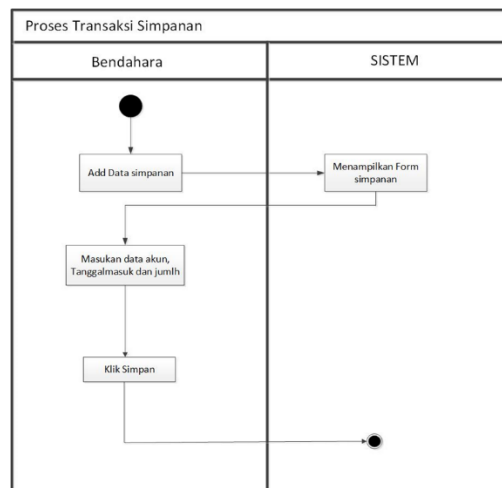 Proses Transaksi Simpanan
Bendahara
SISTEM
Add Data simpanan
Menampilkan Form
simpanan
Masukan data akun,
Tanggalmasuk dan jumlh
Klik Simpan